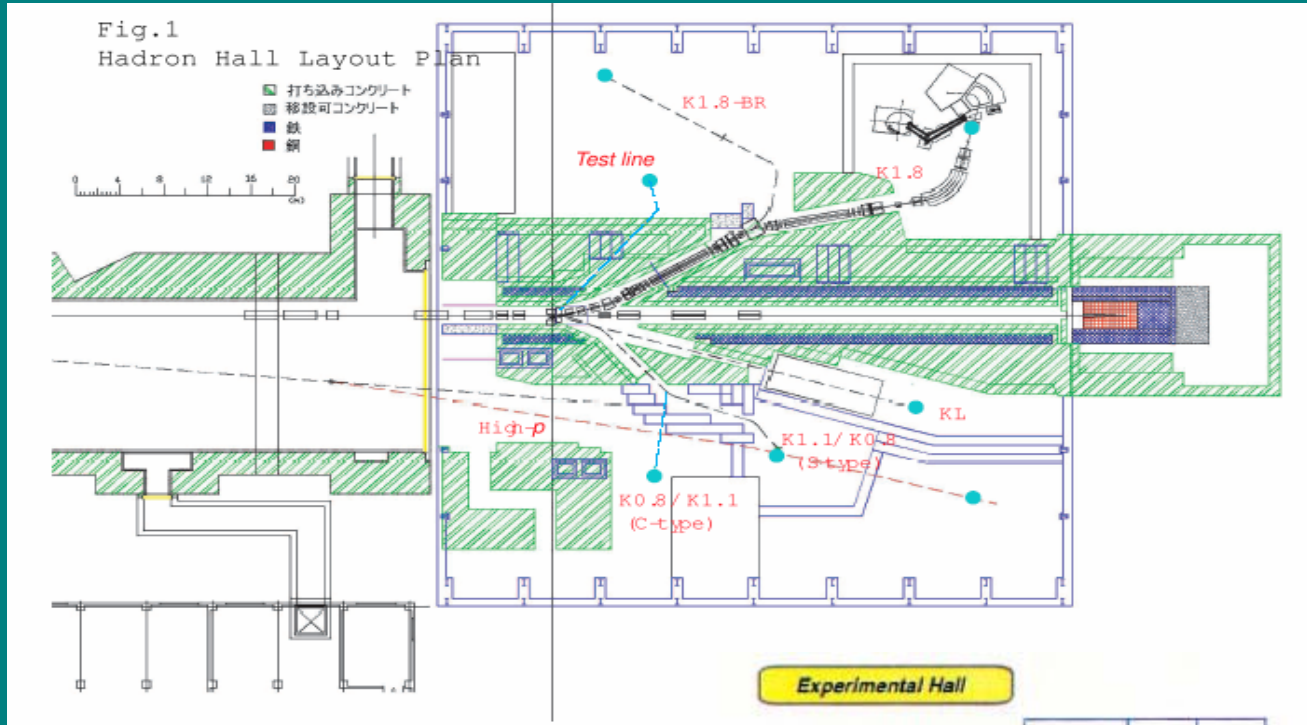 Fig.1
Hadron Hall Layout Plan
打ち込みコンクリート
移設可コンクリート
鉄
銅
0 4 8 12 16 20
(M)
K1.8-BR
Test line
K1.8
High-p
KL
K1.1/K0.8
(S-type)
K0.8/K1.1
(C-type)
Experimental Hall